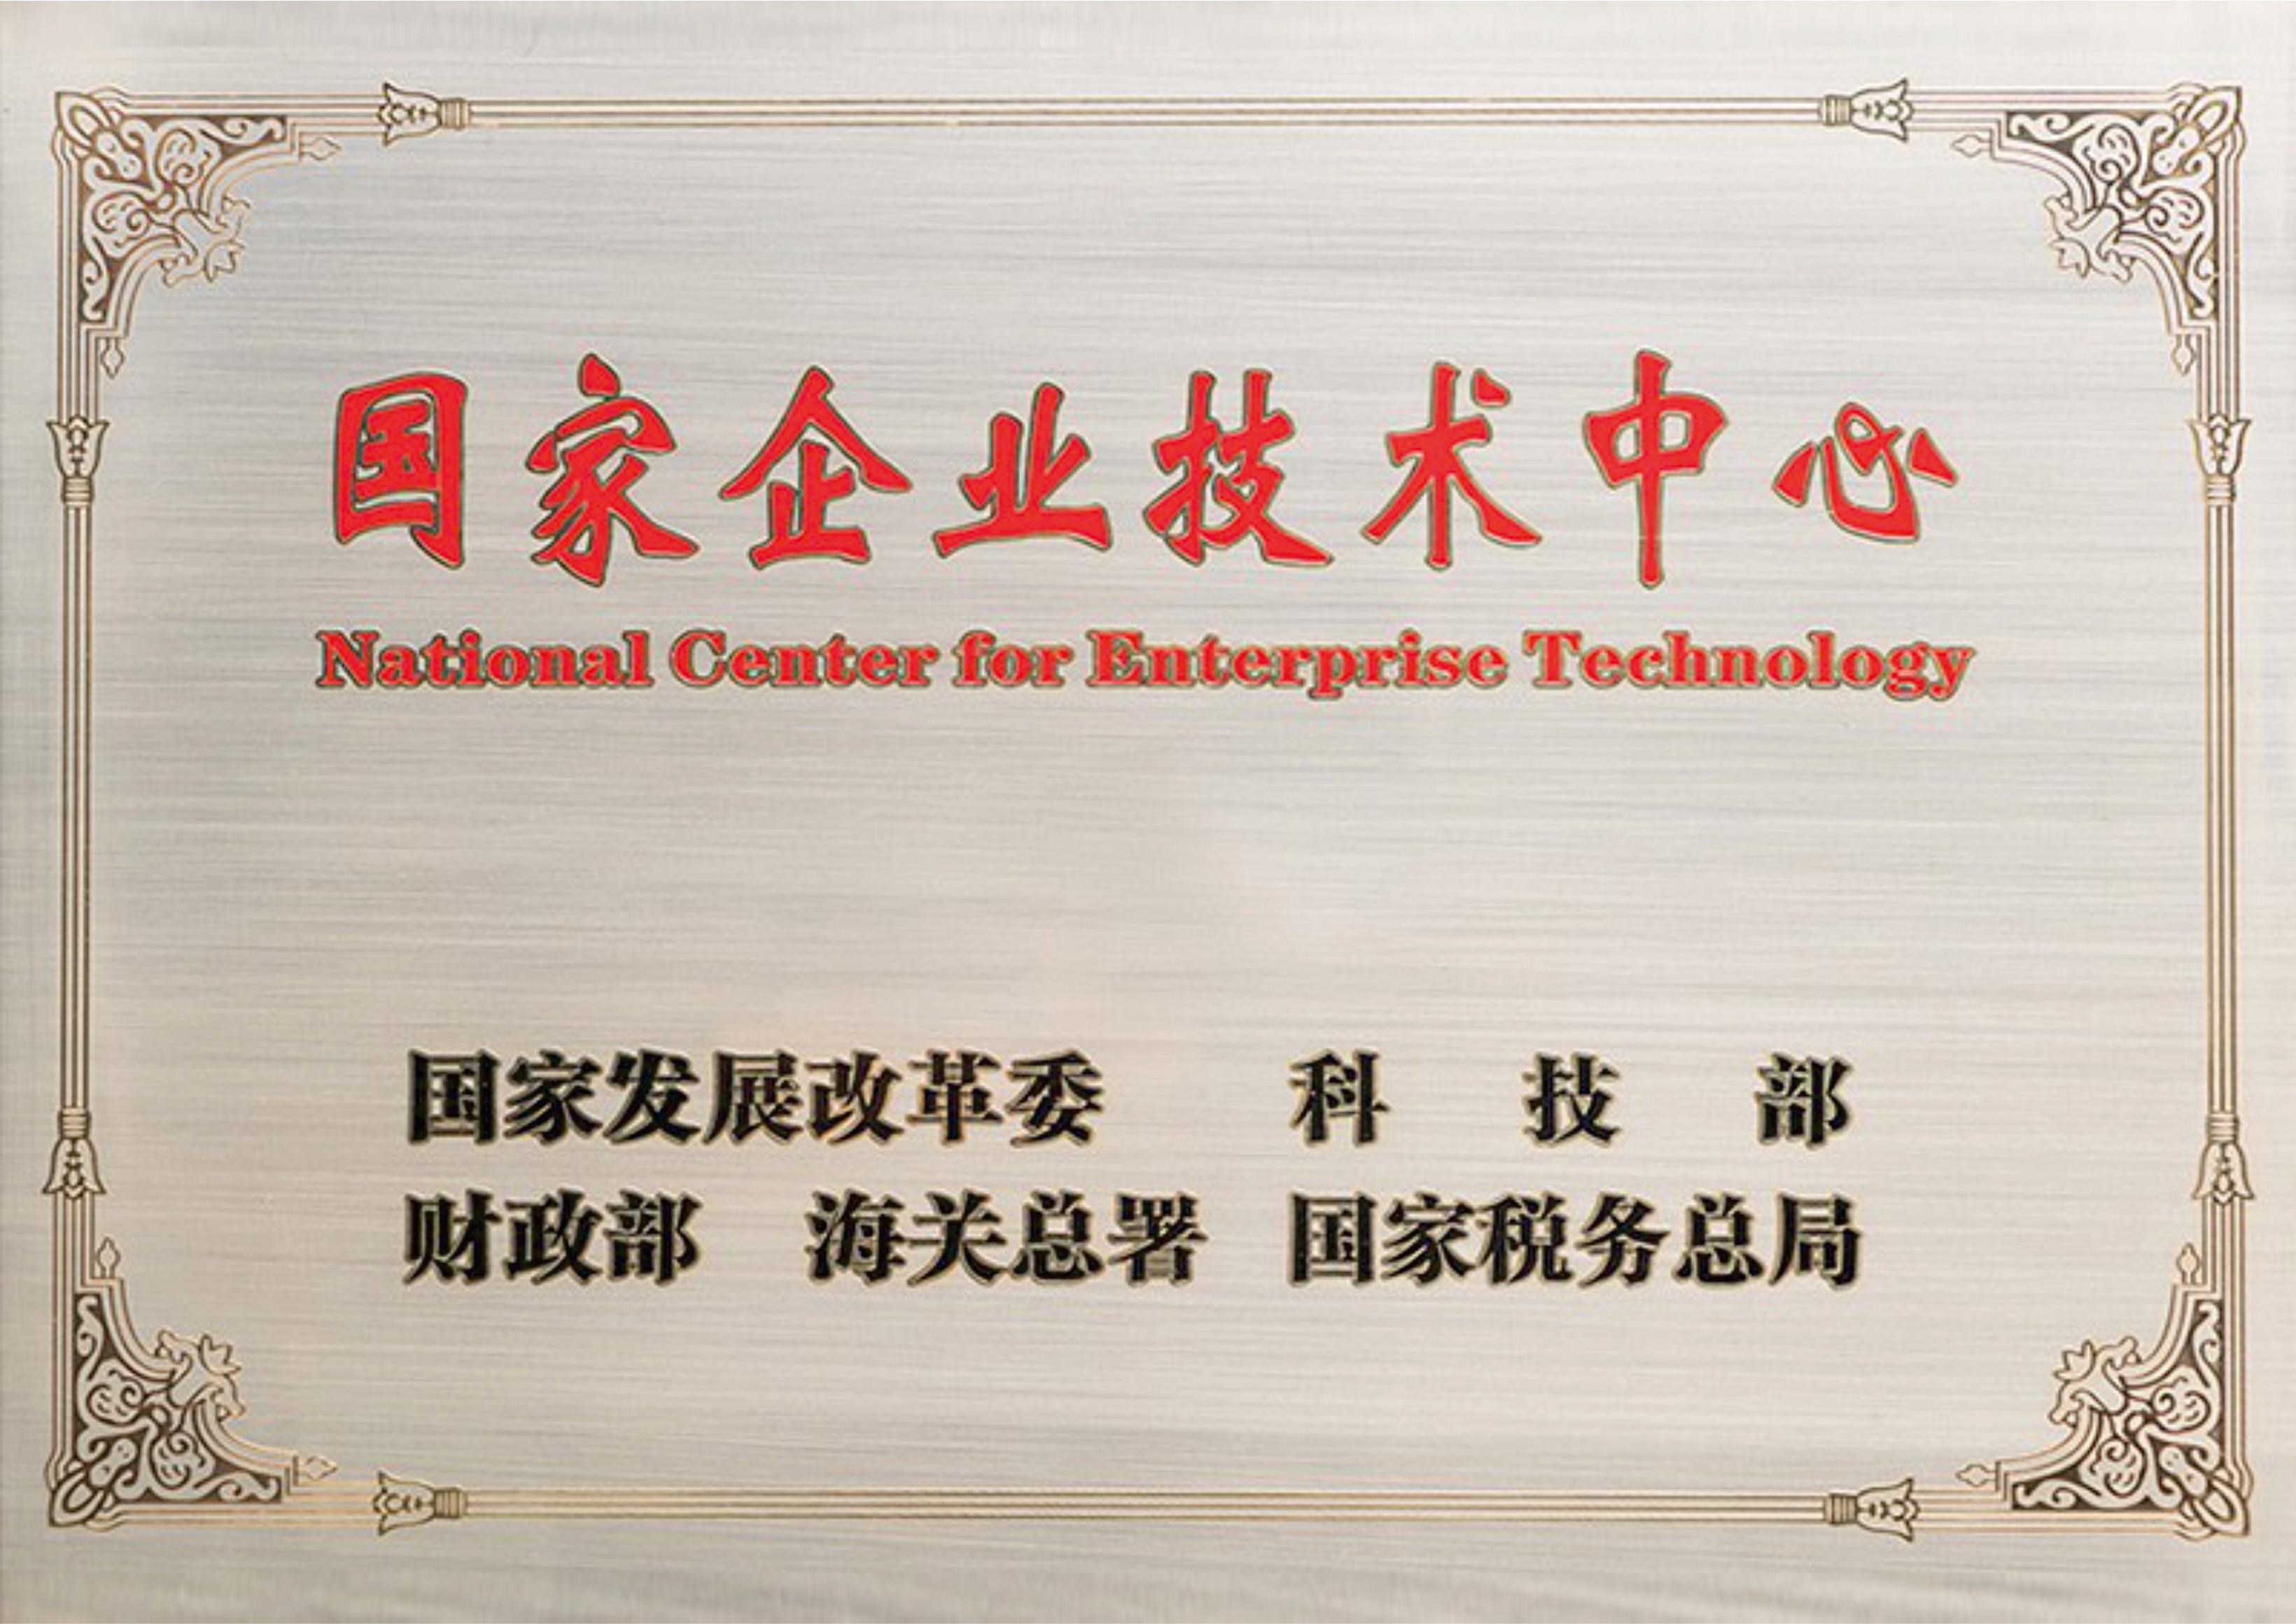 国家企业技术中心
National Center for Enterprise Technology
国家发展改革委 科技部
财政部 海关总署 国家税务总局